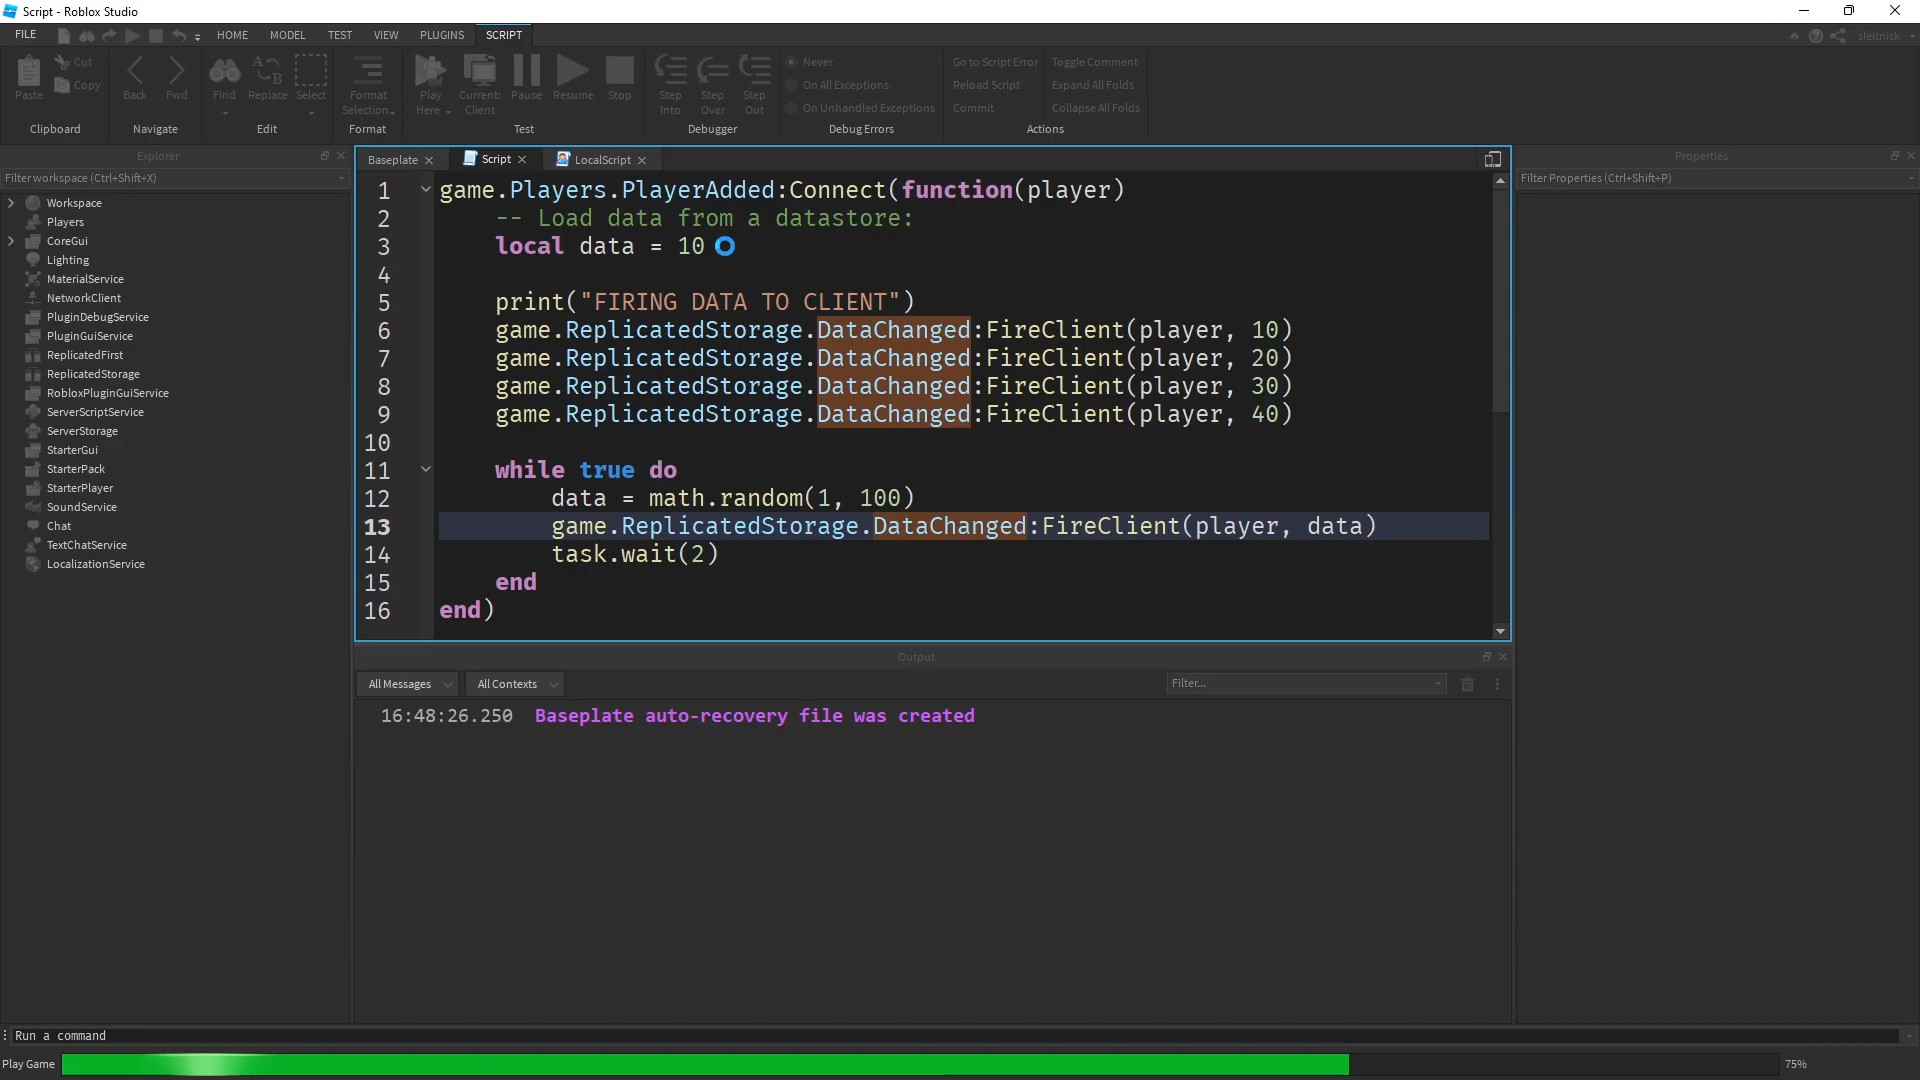 Script - Roblox Studio
FILE
HOME
MODEL
TEST
VIEW
PLUGINS
SCRIPT
sleitnick
Paste
Cut
Copy
Clipboard
Back
Fwd
Navigate
Find
Replace
Select
Edit
Format
Selection
Format
Play
Here
Current:
Client
Pause
Resume
Stop
Test
Step
Into
Step
Over
Step
Out
Debugger
Never
On All Exceptions
On Unhandled Exceptions
Debug Errors
Go to Script Error
Reload Script
Commit
Toggle Comment
Expand All Folds
Collapse All Folds
Actions
Explorer
Filter workspace (Ctrl+Shift+X)
Workspace
Players
CoreGui
Lighting
MaterialService
NetworkClient
PluginDebugService
PluginGuiService
ReplicatedFirst
ReplicatedStorage
RobloxPluginGuiService
ServerScriptService
ServerStorage
StarterGui
StarterPack
StarterPlayer
SoundService
Chat
TextChatService
LocalizationService
Baseplate
Script
LocalScript
1 game.Players.PlayerAdded:Connect(function(player)
2 -- Load data from a datastore:
3 local data = 10
4
5 print("FIRING DATA TO CLIENT")
6 game.ReplicatedStorage.DataChanged:FireClient(player, 10)
7 game.ReplicatedStorage.DataChanged:FireClient(player, 20)
8 game.ReplicatedStorage.DataChanged:FireClient(player, 30)
9 game.ReplicatedStorage.DataChanged:FireClient(player, 40)
10
11 while true do
12 data = math.random(1, 100)
13 game.ReplicatedStorage.DataChanged:FireClient(player, data)
14 task.wait(2)
15 end
16 end)
Output
All Messages
All Contexts
Filter...
16:48:26.250 Baseplate auto-recovery file was created
Properties
Filter Properties (Ctrl+Shift+P)
Run a command
Play Game
75%